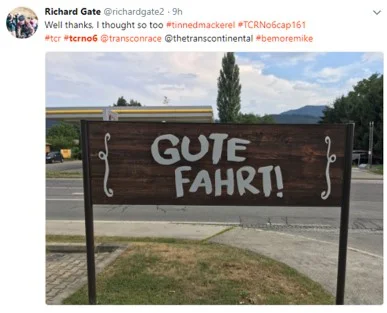 Richard Gate @richardgate2 · 9h
Well thanks, I thought so too #tinnedmackerel #TCRNo6cap161
#tcr #tcrno6 @transconrace @thetranscontinental #bemoremike
GUTE
FAHRT!